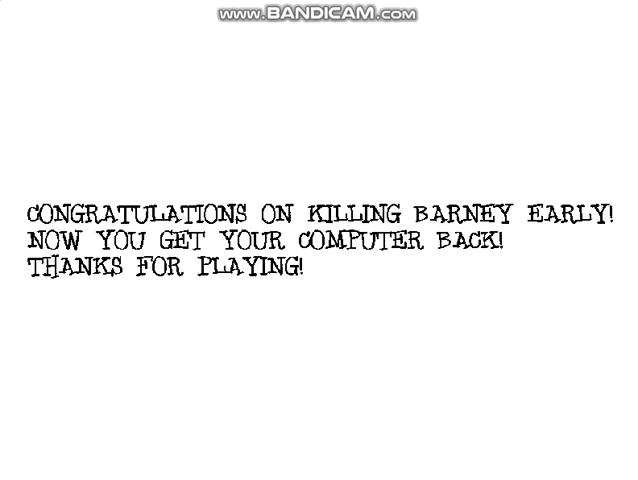 www.BANDICAM.com
CONGRATULATIONS ON KILLING BARNEY EARLY!
NOW YOU GET YOUR COMPUTER BACK!
THANKS FOR PLAYING!